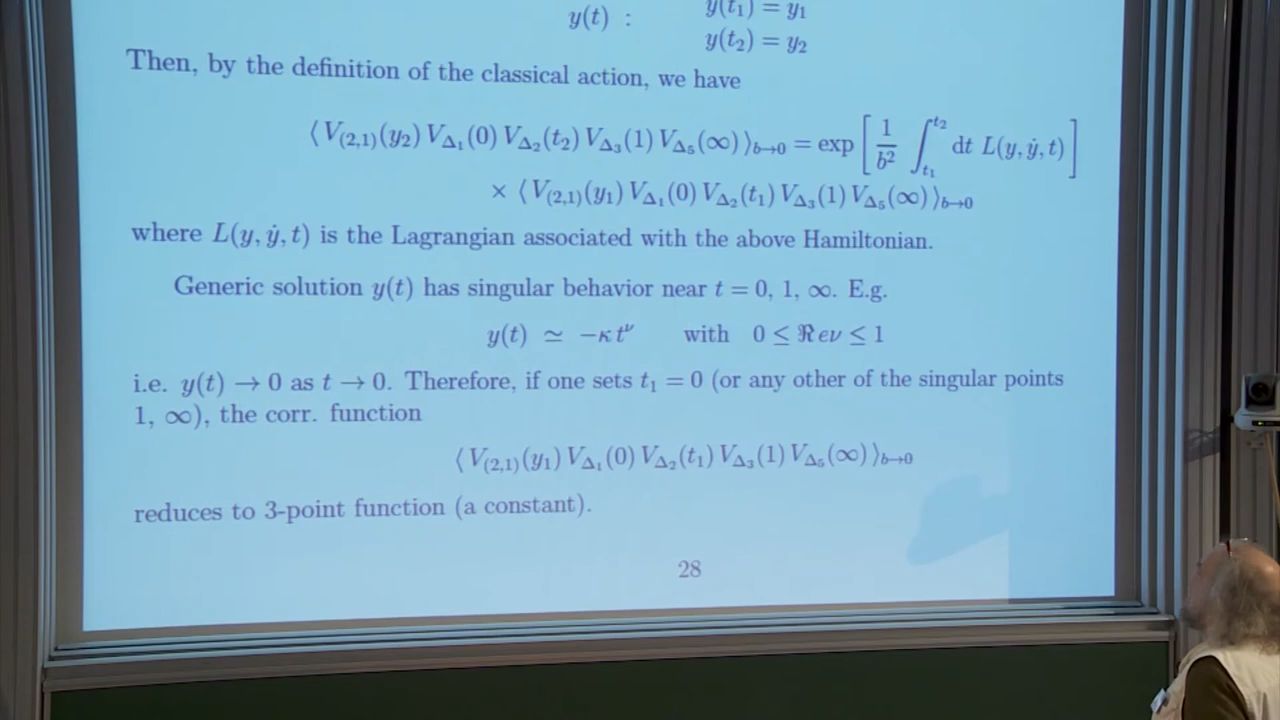 y(t) : y(t₁) = y₁
y(t₂) = y₂
Then, by the definition of the classical action, we have
⟨ V₍₂,₁₎(y₂) V_{Δ₁}(0) V_{Δ₂}(t₂) V_{Δ₃}(1) V_{Δ₅}(∞) ⟩_{b→0} = exp [ \frac{1}{b²} ∫_{t₁}^{t₂} dt L(y, ẏ, t) ]
× ⟨ V₍₂,₁₎(y₁) V_{Δ₁}(0) V_{Δ₂}(t₁) V_{Δ₃}(1) V_{Δ₅}(∞) ⟩_{b→0}
where L(y, ẏ, t) is the Lagrangian associated with the above Hamiltonian.
Generic solution y(t) has singular behavior near t = 0, 1, ∞. E.g.
y(t) ≃ −κ t^ν with 0 ≤ ℜeν ≤ 1
i.e. y(t) → 0 as t → 0. Therefore, if one sets t₁ = 0 (or any other of the singular points
1, ∞), the corr. function
⟨ V₍₂,₁₎(y₁) V_{Δ₁}(0) V_{Δ₂}(t₁) V_{Δ₃}(1) V_{Δ₅}(∞) ⟩_{b→0}
reduces to 3-point function (a constant).
28